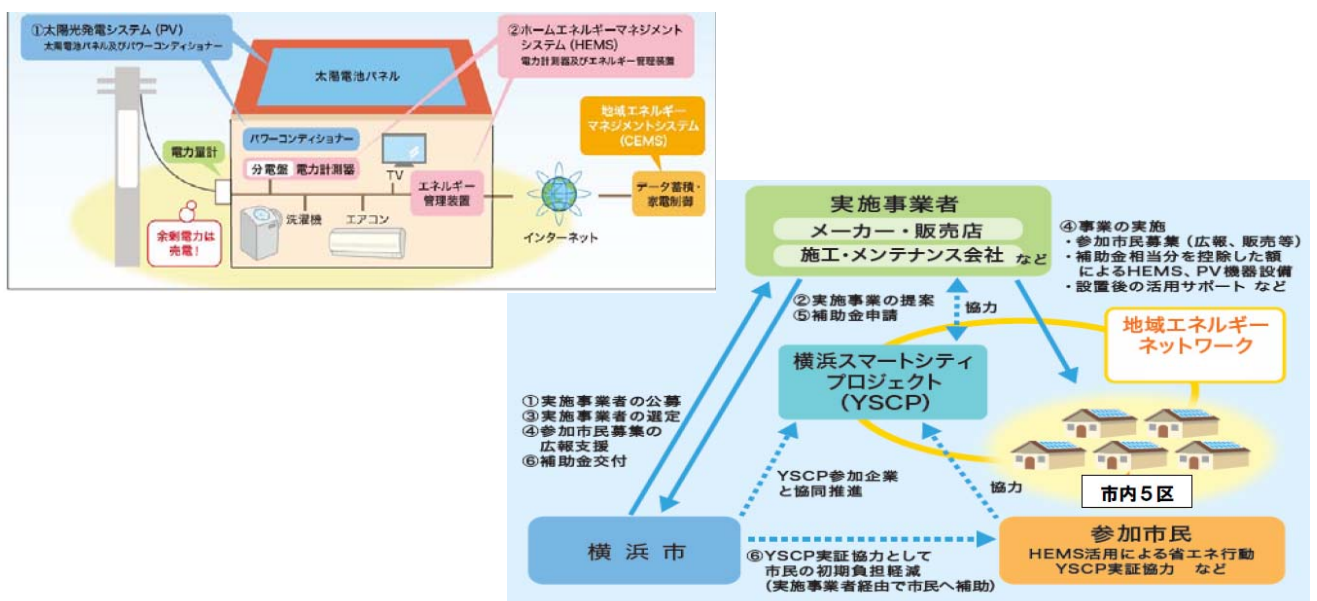 ①太陽光発電システム(PV)
太陽電池パネル及びパワーコンディショナー
②ホームエネルギーマネジメント
システム(HEMS)
電力計測器及びエネルギー管理装置
太陽電池パネル
地域エネルギー
マネジメントシステム
(CEMS)
パワーコンディショナー
電力量計
分電盤 電力計測器
TV
エネルギー
管理装置
データ蓄積・
家電制御
洗濯機
エアコン
インターネット
余剰電力は
売電!
実施事業者
メーカー・販売店
施工・メンテナンス会社 など
④事業の実施
・参加市民募集(広報、販売等)
・補助金相当分を控除した額
によるHEMS、PV機器設備
・設置後の活用サポート など
②実施事業の提案
⑤補助金申請
協力
地域エネルギー
ネットワーク
横浜スマートシティ
プロジェクト
(YSCP)
①実施事業者の公募
③実施事業者の選定
④参加市民募集の
広報支援
⑥補助金交付
YSCP参加企業
と協同推進
協力
市内5区
横浜市
⑥YSCP実証協力として
市民の初期負担軽減
(実施事業者経由で市民へ補助)
参加市民
HEMS活用による省エネ行動
YSCP実証協力 など